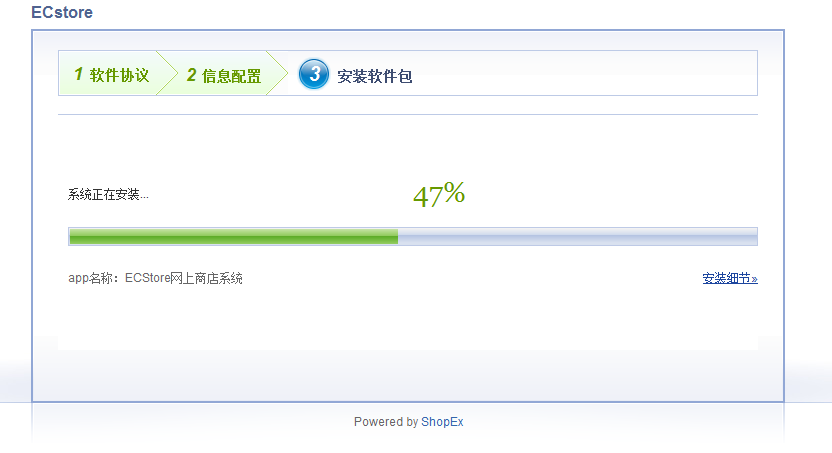 ECstore
1 软件协议 2 信息配置 3 安装软件包
系统正在安装... 47%
app名称：ECStore网上商店系统 安装细节»
Powered by ShopEx